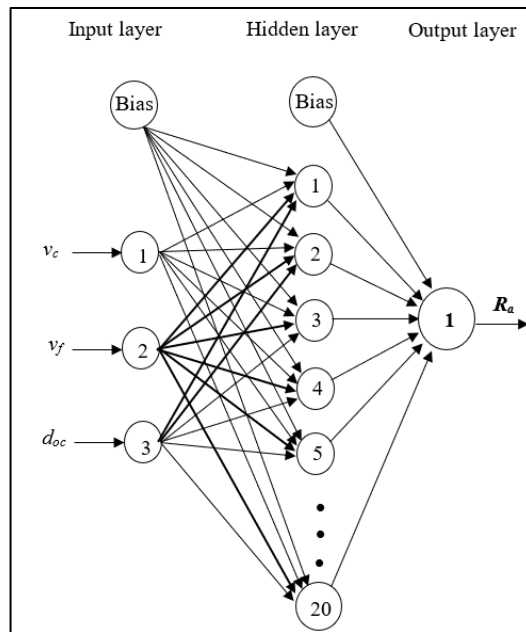 Input layer Hidden layer Output layer
Bias Bias
1
v_c 1 2
3 1 R_a
v_f 2
4
d_oc 3 5
20